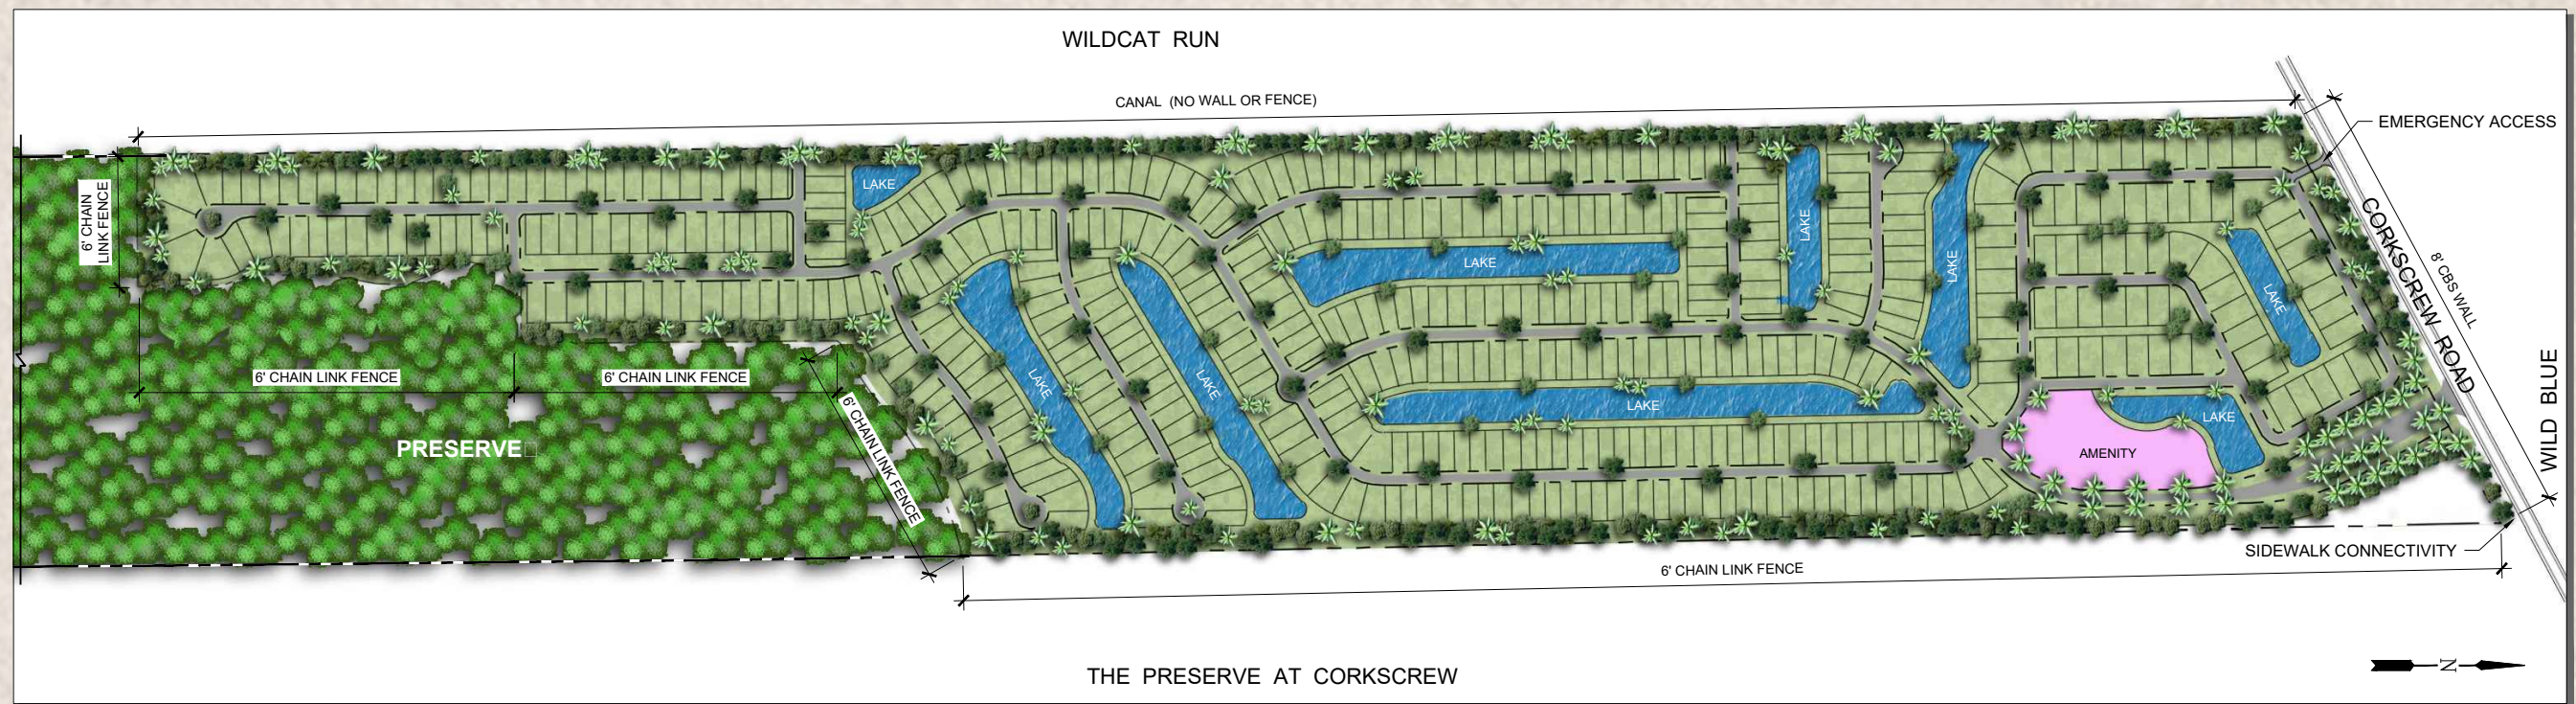 WILDCAT RUN
CANAL (NO WALL OR FENCE)
EMERGENCY ACCESS
6' CHAIN
LINK FENCE
LAKE
LAKE
LAKE
LAKE
LAKE
CORKSCREW ROAD
8' CBS WALL
WILD BLUE
6' CHAIN LINK FENCE
6' CHAIN LINK FENCE
6' CHAIN LINK FENCE
LAKE
LAKE
LAKE
LAKE
PRESERVE
AMENITY
SIDEWALK CONNECTIVITY
6' CHAIN LINK FENCE
THE PRESERVE AT CORKSCREW
N